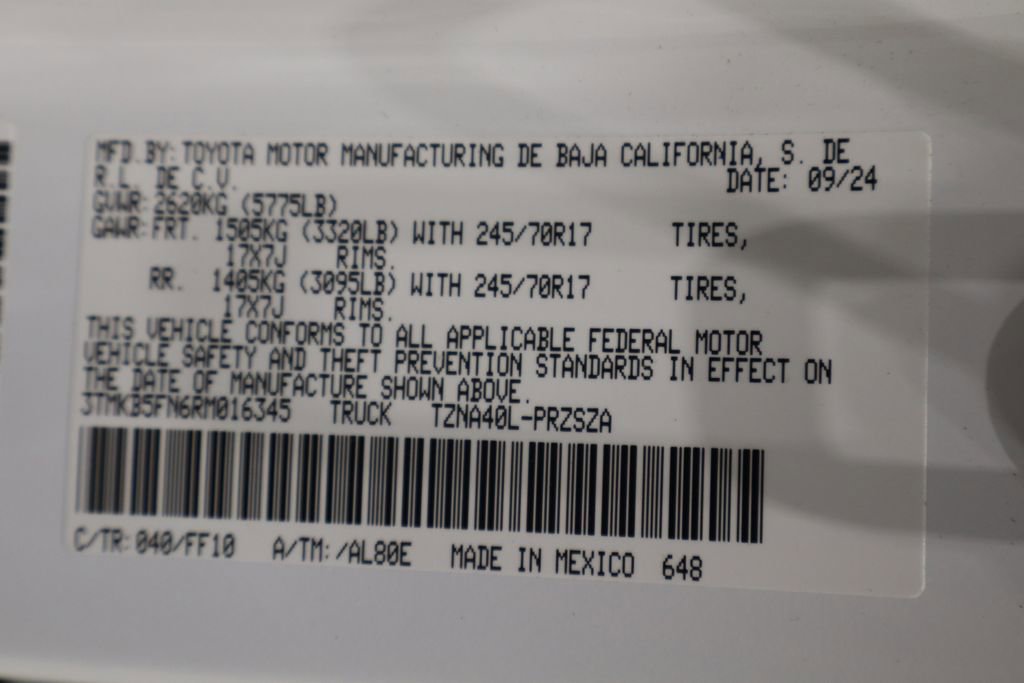 MFD.BY:TOYOTA MOTOR MANUFACTURING DE BAJA CALIFORNIA, S. DE
R.L. DE C.V. DATE: 09/24
GVWR:2620KG (5775LB)
GAWR:FRT. 1505KG (3320LB) WITH 245/70R17 TIRES,
17X7J RIMS.
RR. 1405KG (3095LB) WITH 245/70R17 TIRES,
17X7J RIMS.
THIS VEHICLE CONFORMS TO ALL APPLICABLE FEDERAL MOTOR
VEHICLE SAFETY AND THEFT PREVENTION STANDARDS IN EFFECT ON
THE DATE OF MANUFACTURE SHOWN ABOVE.
3TMKB5FN6RM016345 TRUCK TZNA40L-PRZSZA
C/TR:040/FF10 A/TM:/AL80E MADE IN MEXICO 648